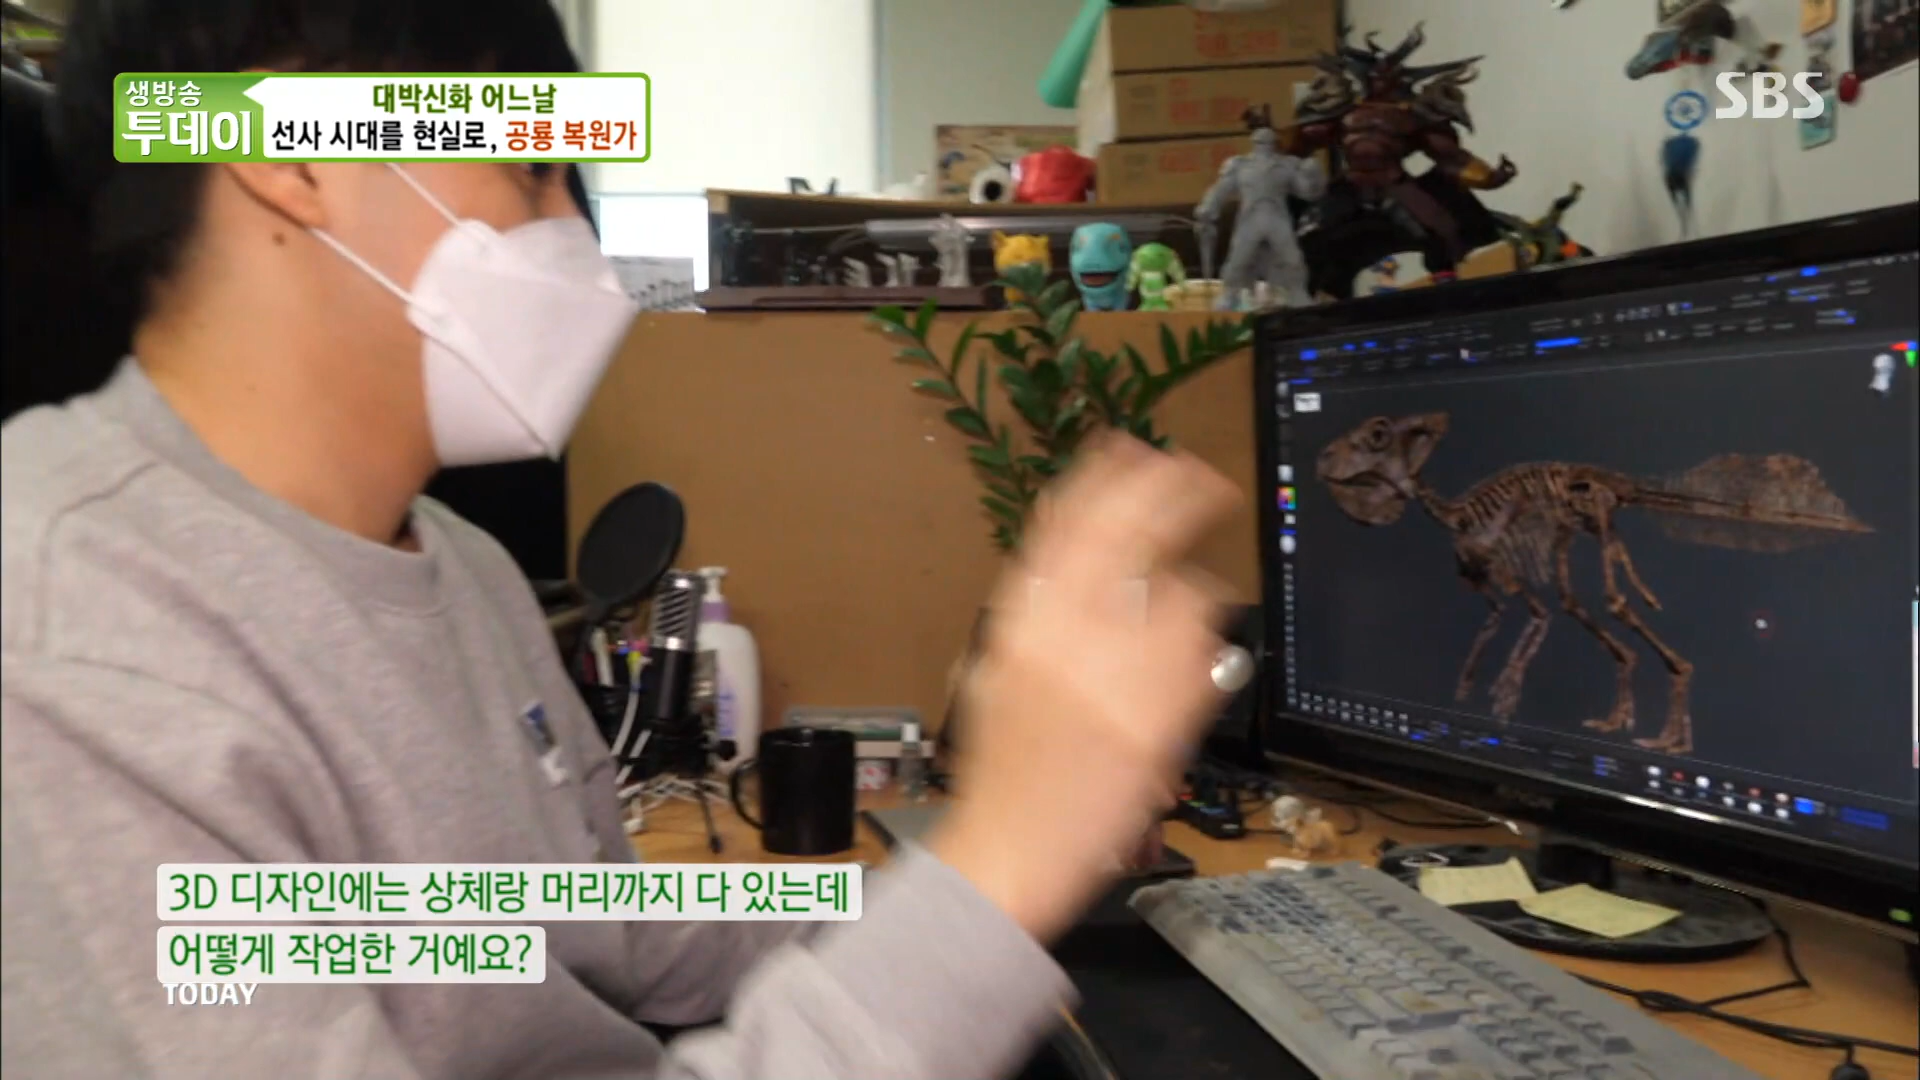 생방송
투데이
대박신화 어느날
선사 시대를 현실로, 공룡 복원가
SBS
3D 디자인에는 상체랑 머리까지 다 있는데
어떻게 작업한 거예요?
TODAY